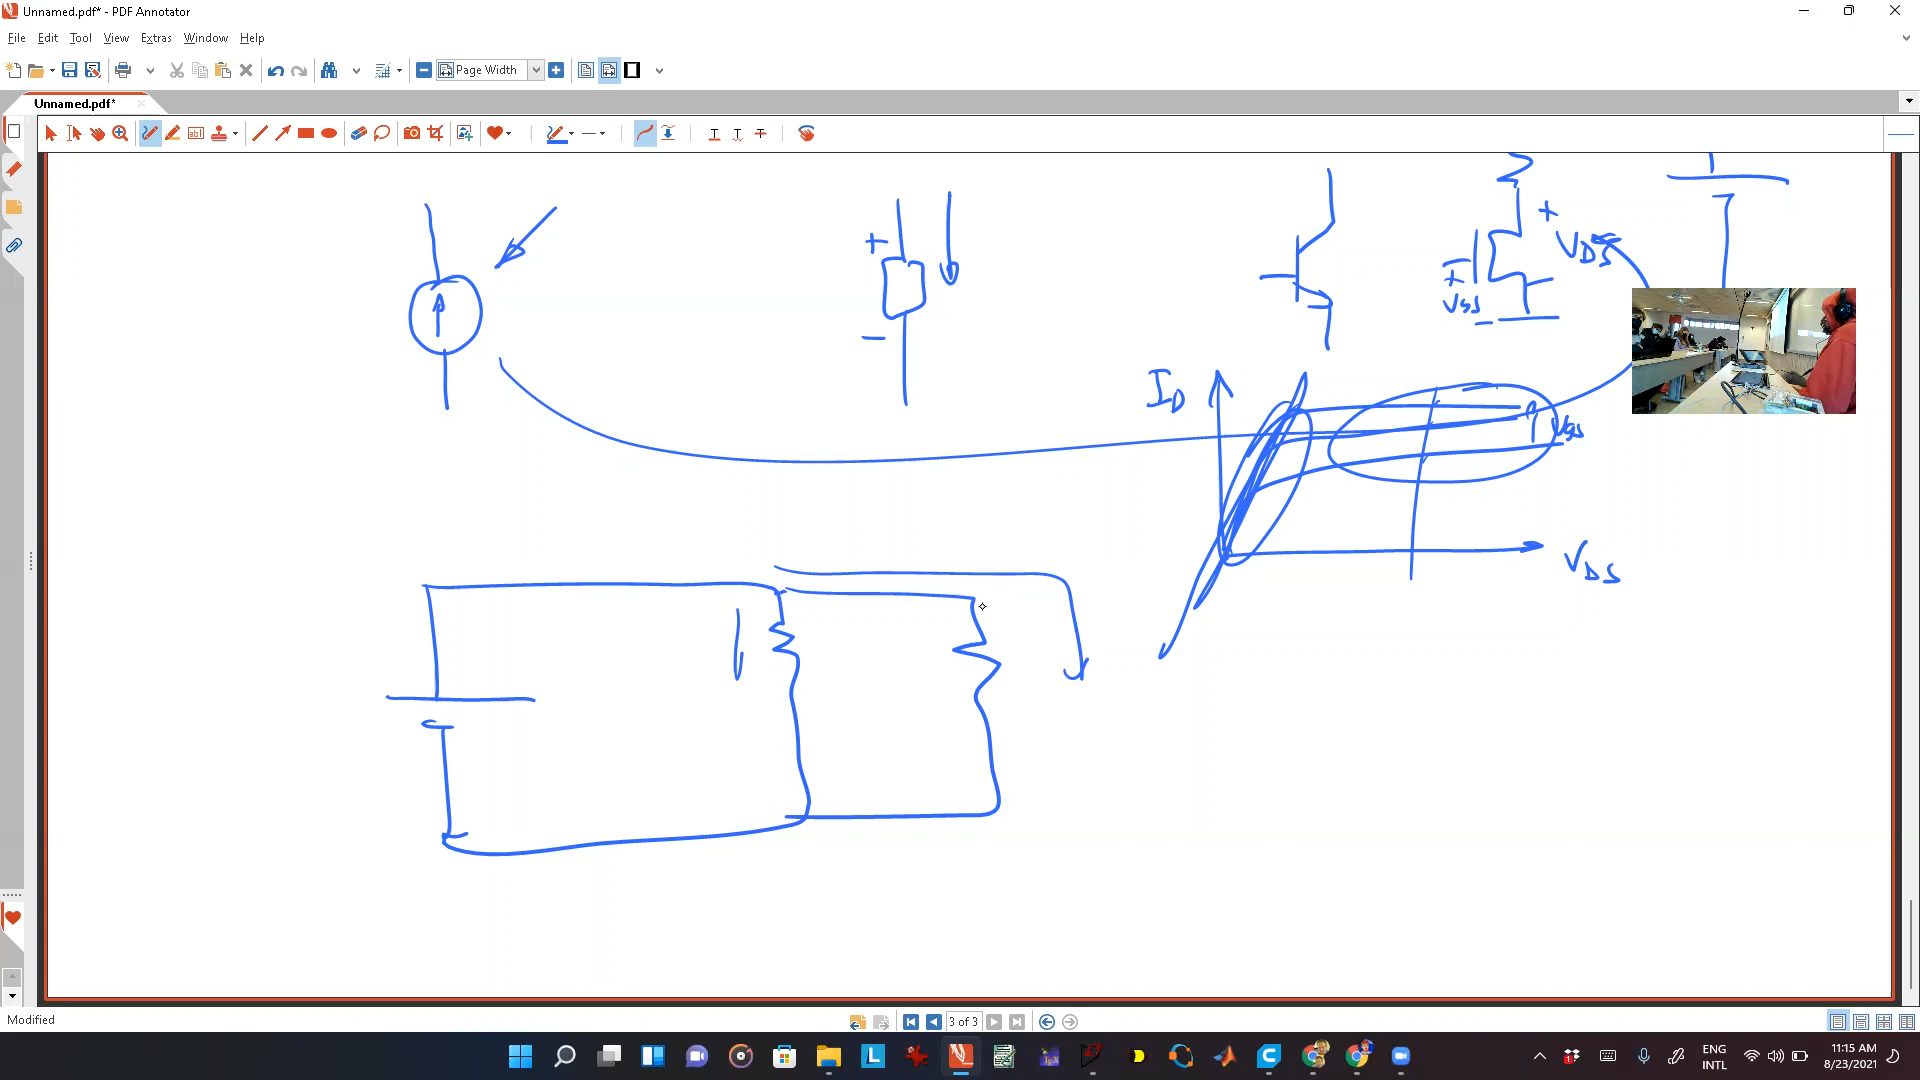 Unnamed.pdf* - PDF Annotator
File Edit Tool View Extras Window Help
Page Width
Unnamed.pdf*
+
+
VDS
+
VGS
-
-
ID
VGS
VDS
Modified
3 of 3
ENG
INTL
11:15 AM
8/23/2021